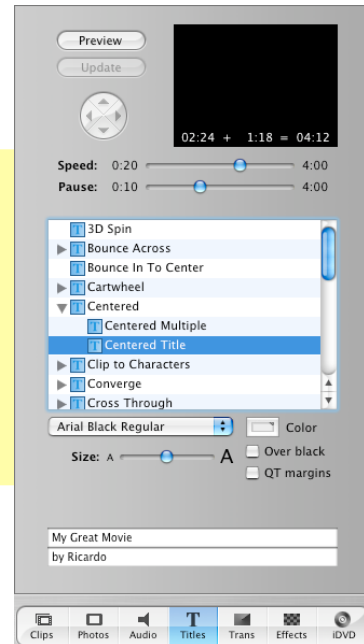 Preview
Update
02:24 + 1:18 = 04:12
Speed: 0:20 4:00
Pause: 0:10 4:00
T 3D Spin
T Bounce Across
T Bounce In To Center
T Cartwheel
T Centered
T Centered Multiple
T Centered Title
T Clip to Characters
T Converge
T Cross Through
Arial Black Regular Color
Size: A A Over black
QT margins
My Great Movie
by Ricardo
T
Clips Photos Audio Titles Trans Effects iDVD